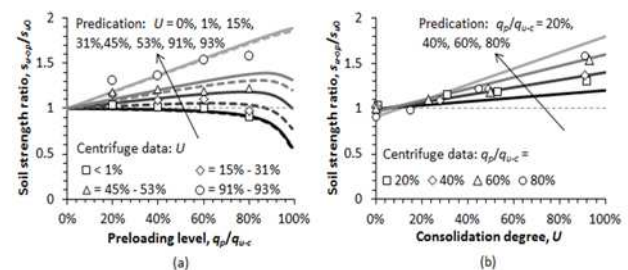 Predication: U = 0%, 1%, 15%,
31%,45%, 53%, 91%, 93%
Soil strength ratio, su-op/su0
2
1.5
1
0.5
0
Centrifuge data: U
< 1%
= 15% - 31%
= 45% - 53%
= 91% - 93%
0% 20% 40% 60% 80% 100%
Preloading level, qp/qu-c
(a)
Predication: qp/qu-c = 20%,
40%, 60%, 80%
Soil strength ratio, su-op/su0
2
1.5
1
0.5
0
Centrifuge data: qp/qu-c =
20% 40% 60% 80%
0% 20% 40% 60% 80% 100%
Consolidation degree, U
(b)